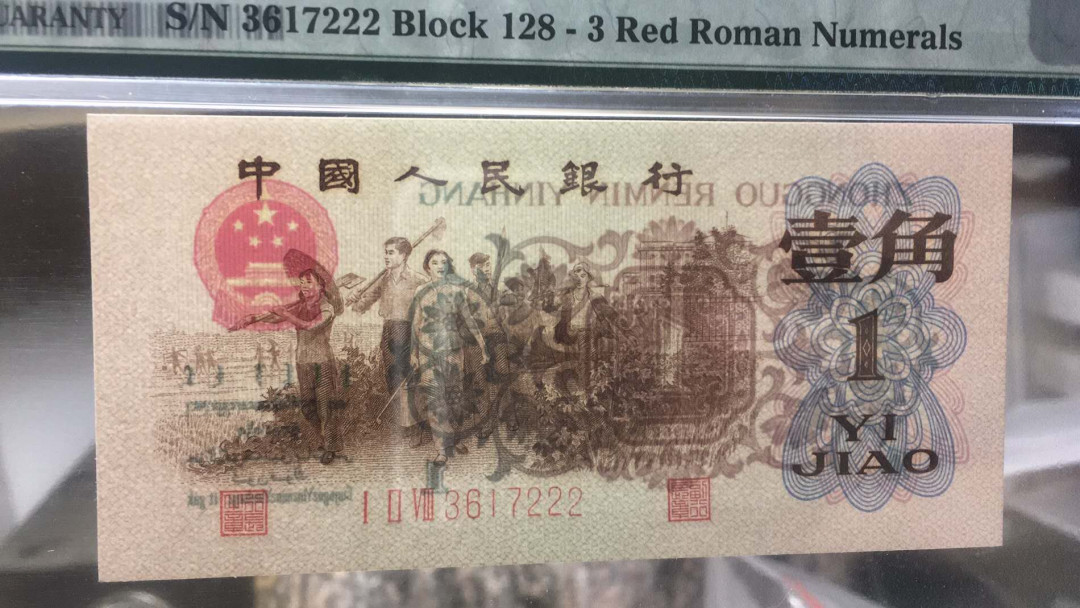 UARANTY S/N 3617222 Block 128 - 3 Red Roman Numerals
中國人民銀行
ZHONGGUO RENMIN YINHANG
壹角
1
YI
JIAO
I II VIII 3617222